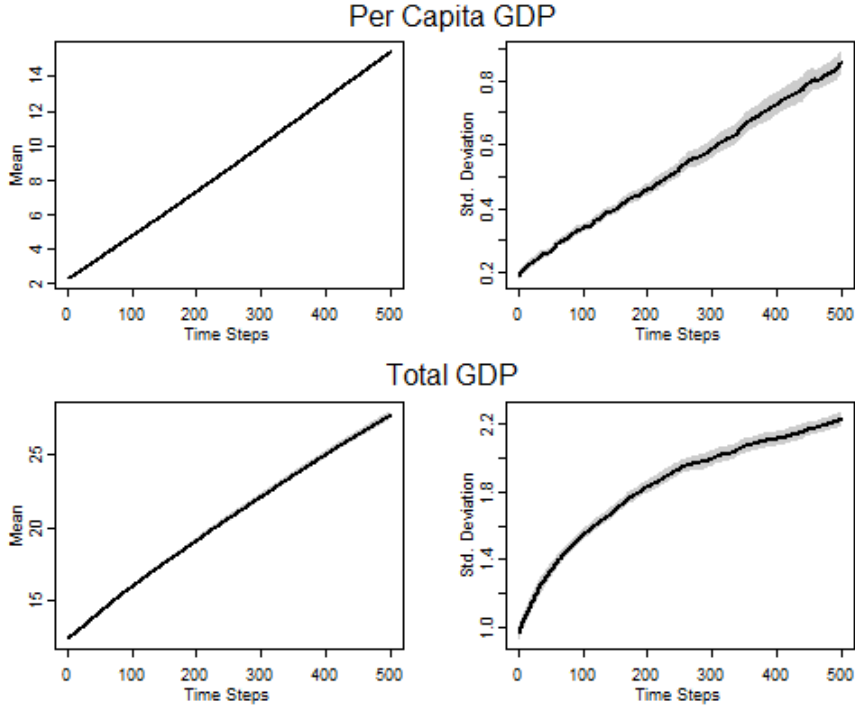 Per Capita GDP
Mean
2 4 6 8 10 12 14
0 100 200 300 400 500
Time Steps
Std. Deviation
0.2 0.4 0.6 0.8
0 100 200 300 400 500
Time Steps
Total GDP
Mean
15 20 25
0 100 200 300 400 500
Time Steps
Std. Deviation
1.0 1.4 1.8 2.2
0 100 200 300 400 500
Time Steps